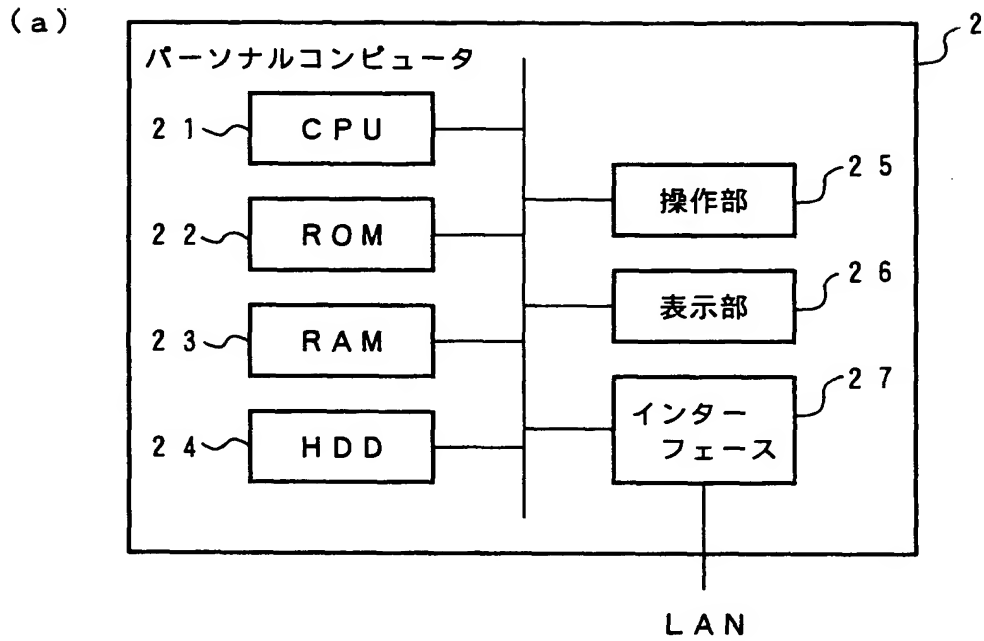 (a)
2
パーソナルコンピュータ
21 CPU
22 ROM
23 RAM
24 HDD
操作部 25
表示部 26
インター
フェース 27
LAN